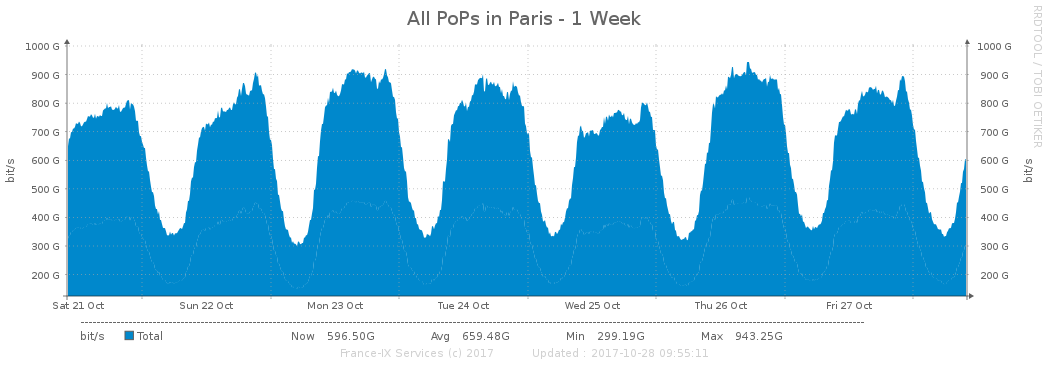 All PoPs in Paris - 1 Week
RRDTOOL / TOBI OETIKER
1000 G 1000 G
900 G 900 G
800 G 800 G
700 G 700 G
600 G 600 G
500 G 500 G
400 G 400 G
300 G 300 G
200 G 200 G
bit/s bit/s
Sat 21 Oct Sun 22 Oct Mon 23 Oct Tue 24 Oct Wed 25 Oct Thu 26 Oct Fri 27 Oct
bit/s Total Now 596.50G Avg 659.48G Min 299.19G Max 943.25G
France-IX Services (c) 2017 Updated : 2017-10-28 09:55:11